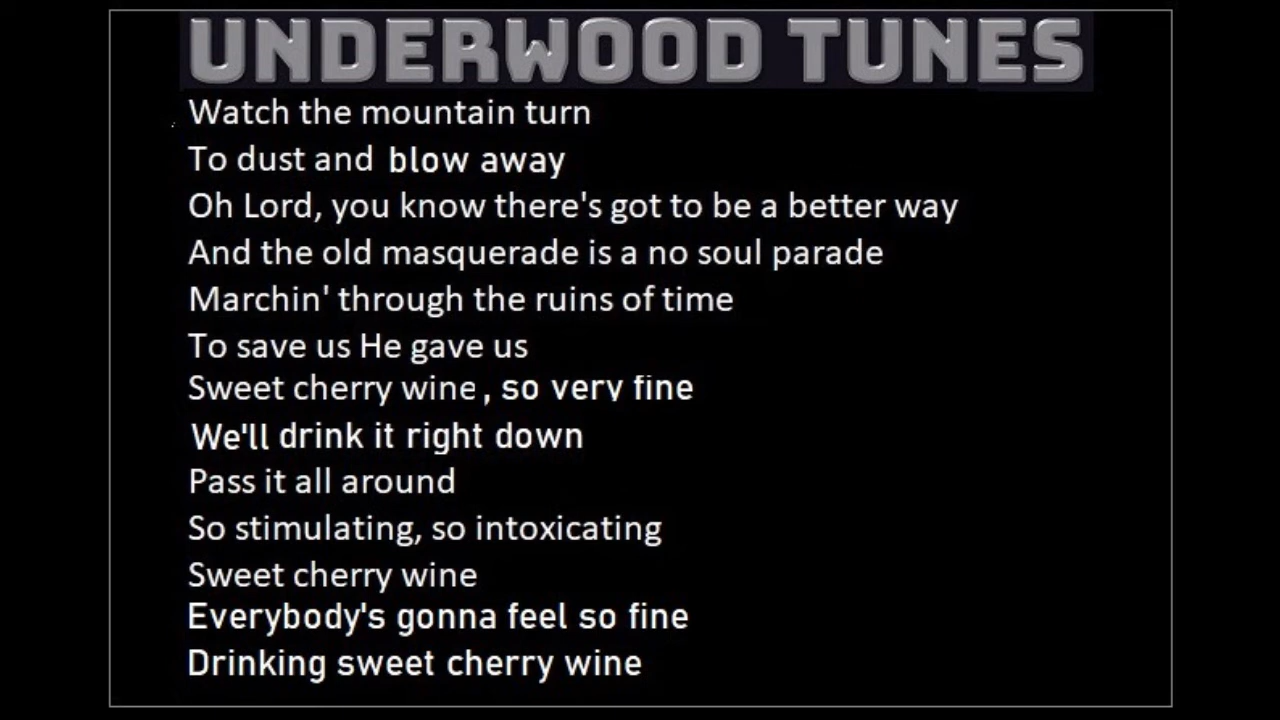 UNDERWOOD TUNES
Watch the mountain turn
To dust and blow away
Oh Lord, you know there's got to be a better way
And the old masquerade is a no soul parade
Marchin' through the ruins of time
To save us He gave us
Sweet cherry wine, so very fine
We'll drink it right down
Pass it all around
So stimulating, so intoxicating
Sweet cherry wine
Everybody's gonna feel so fine
Drinking sweet cherry wine